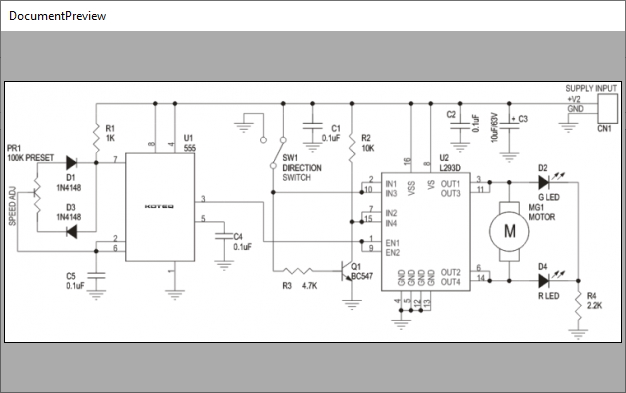 DocumentPreview
SUPPLY INPUT
+V2
GND
CN1
R1
1K
8
4
U1
555
C1
0.1uF
R2
10K
C2
0.1uF
10uF/63V
C3
PR1
100K PRESET
D1
1N4148
7
SW1
DIRECTION
SWITCH
16
8
U2
L293D
VSS
VS
D2
G LED
SPEED ADJ
D3
1N4148
3
5
2
10
IN1
IN3
OUT1
OUT3
3
11
MG1
MOTOR
M
7
15
IN2
IN4
2
6
C4
0.1uF
1
9
EN1
EN2
C5
0.1uF
1
R3
4.7K
Q1
BC547
GND
GND
GND
GND
OUT2
OUT4
6
14
D4
R LED
4
5
12
13
R4
2.2K